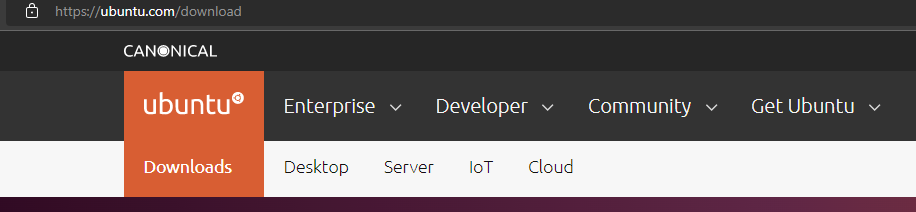 https://ubuntu.com/download
CANONICAL
ubuntu Enterprise Developer Community Get Ubuntu
Downloads Desktop Server IoT Cloud